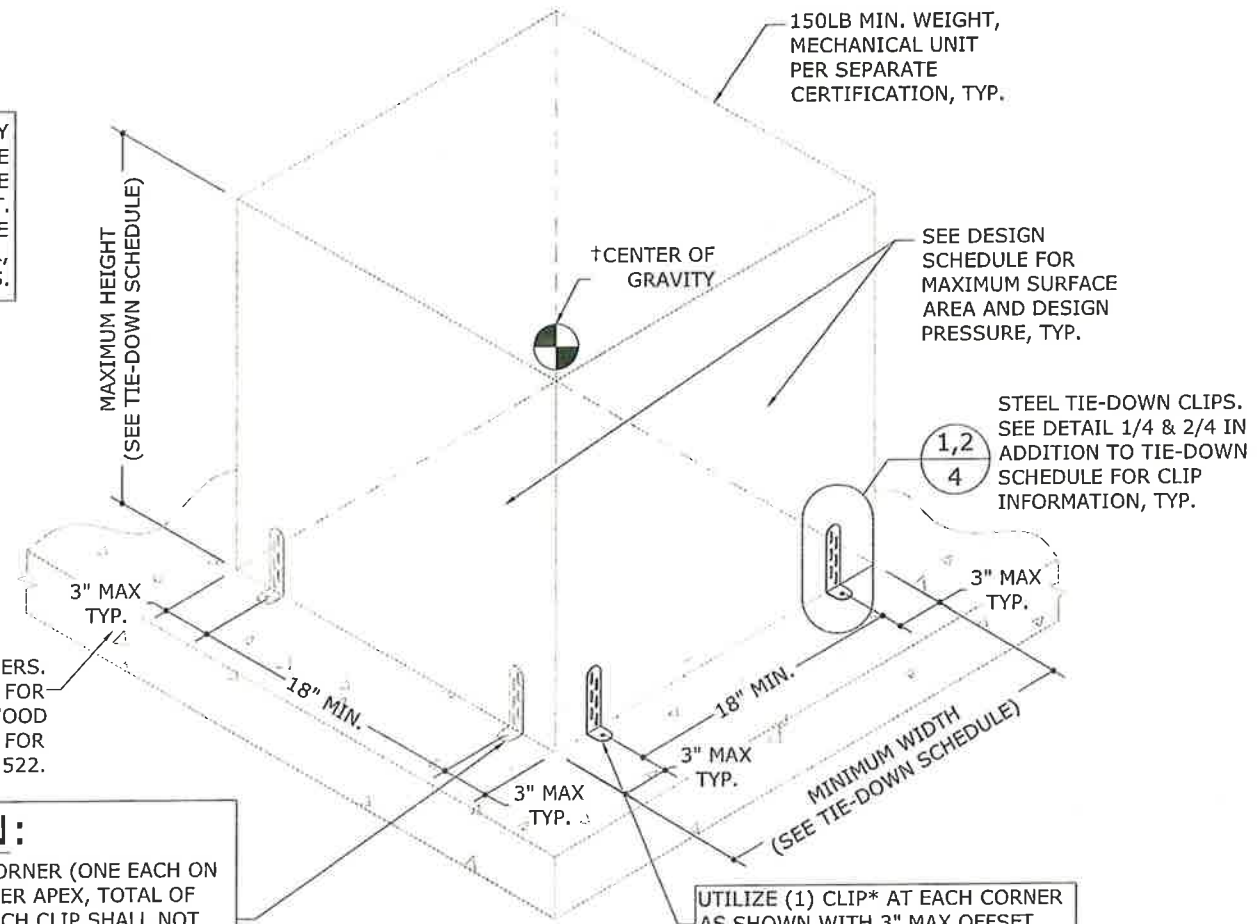 150LB MIN. WEIGHT,
MECHANICAL UNIT
PER SEPARATE
CERTIFICATION, TYP.
Y
E
E
.
E.
S.
MAXIMUM HEIGHT
(SEE TIE-DOWN SCHEDULE)
†CENTER OF
GRAVITY
SEE DESIGN
SCHEDULE FOR
MAXIMUM SURFACE
AREA AND DESIGN
PRESSURE, TYP.
STEEL TIE-DOWN CLIPS.
SEE DETAIL 1/4 & 2/4 IN
ADDITION TO TIE-DOWN
SCHEDULE FOR CLIP
INFORMATION, TYP.
1,2
4
3" MAX
TYP.
3" MAX
TYP.
ERS.
FOR
OOD
FOR
522.
18" MIN.
18" MIN.
3" MAX
TYP.
3" MAX
TYP.
MINIMUM WIDTH
(SEE TIE-DOWN SCHEDULE)
:
ORNER (ONE EACH ON
ER APEX, TOTAL OF
CH CLIP SHALL NOT
UTILIZE (1) CLIP* AT EACH CORNER
AS SHOWN WITH 3" MAX OFFSET